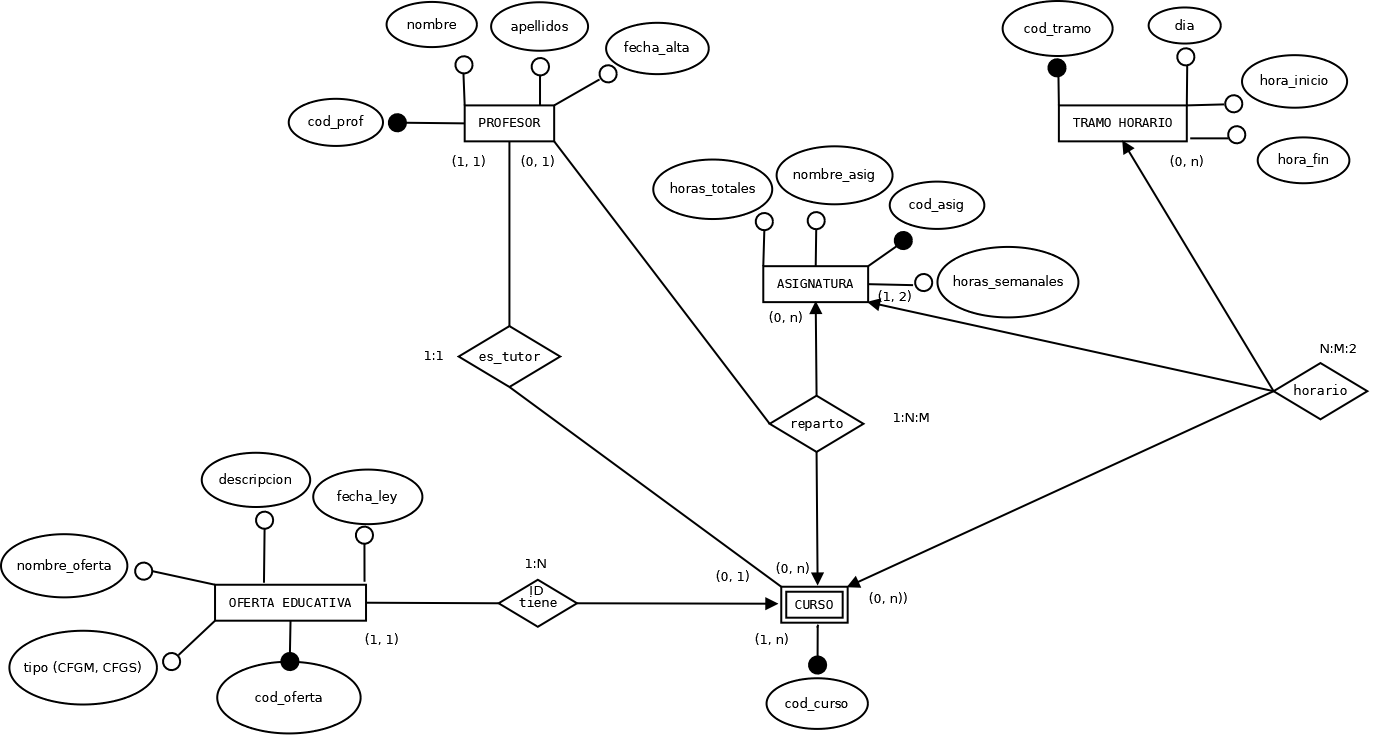 nombre
apellidos
fecha_alta
cod_tramo
dia
hora_inicio
cod_prof
PROFESOR
TRAMO HORARIO
(1, 1)
(0, 1)
(0, n)
hora_fin
horas_totales
nombre_asig
cod_asig
ASIGNATURA
horas_semanales
(1, 2)
(0, n)
1:1
es_tutor
N:M:2
horario
reparto
1:N:M
descripcion
fecha_ley
nombre_oferta
1:N
(0, 1)
(0, n)
OFERTA EDUCATIVA
ID
tiene
CURSO
(0, n))
(1, 1)
(1, n)
tipo (CFGM, CFGS)
cod_oferta
cod_curso